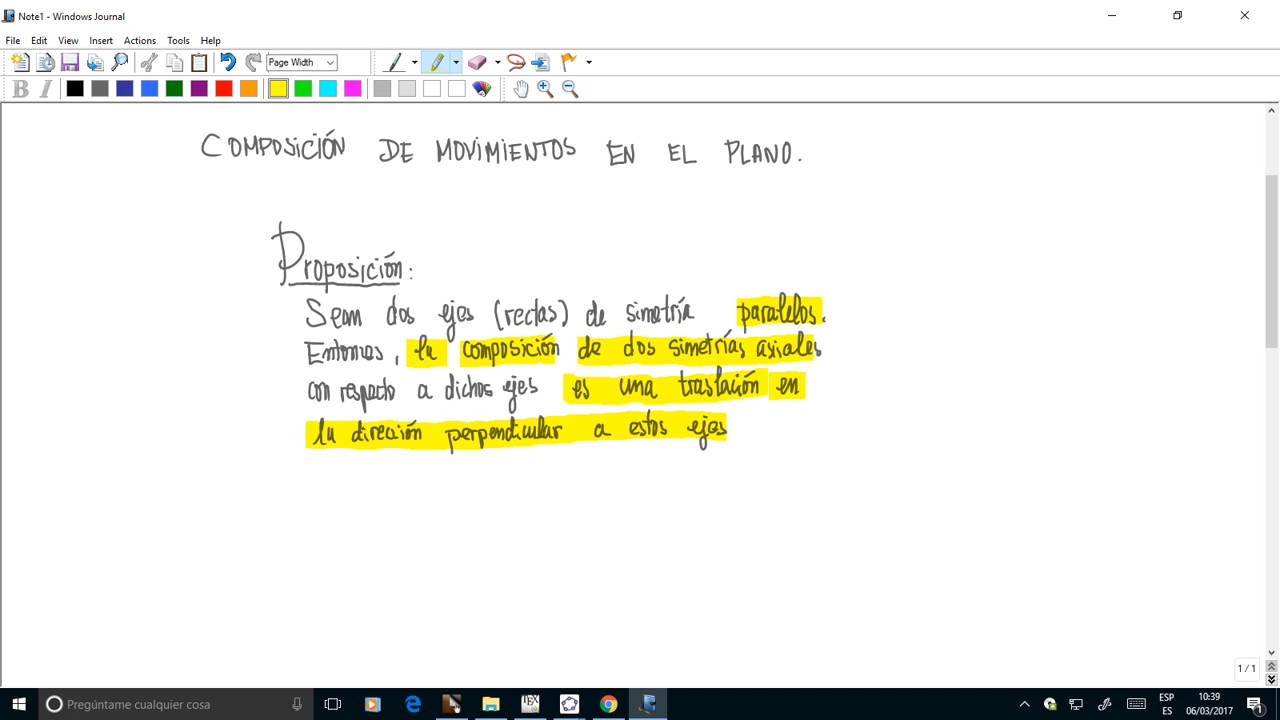 Note1 - Windows Journal
File Edit View Insert Actions Tools Help
Page Width
B I
COMPOSICIÓN DE MOVIMIENTOS EN EL PLANO.
Proposición:
Sean dos ejes (rectas) de simetría paralelos.
Entonces, la composición de dos simetrías axiales
con respecto a dichos ejes es una traslación en
la dirección perpendicular a estos ejes
1 / 1
Pregúntame cualquier cosa
ESP 10:39
ES 06/03/2017